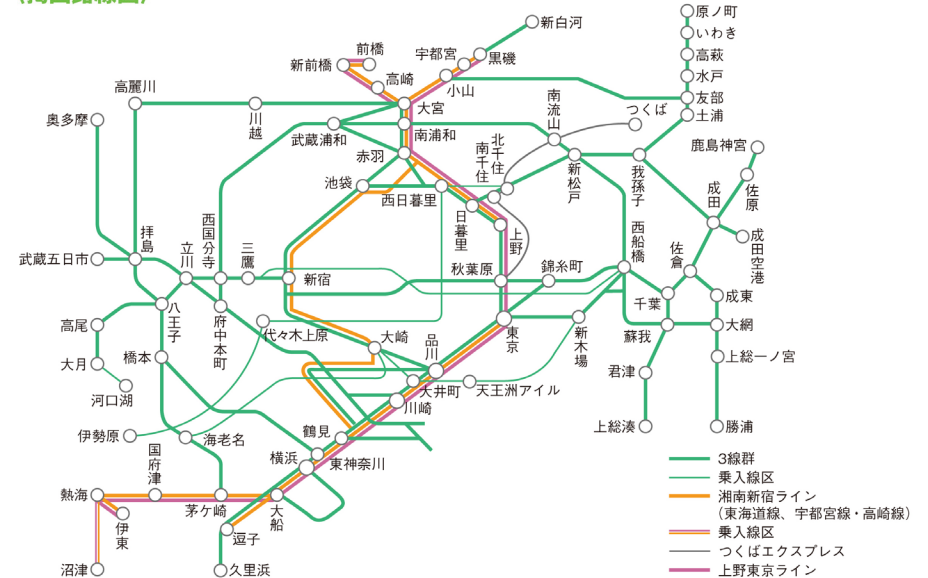 原ノ町
新白河
いわき
前橋
宇都宮
黒磯
高萩
新前橋
高崎
小山
水戸
高麗川
大宮
南流山
友部
つくば
土浦
奥多摩
川越
武蔵浦和
南浦和
北千住
南千住
鹿島神宮
赤羽
新松戸
我孫子
佐原
池袋
西日暮里
成田
日暮里
上野
西船橋
成田空港
拝島
立川
西国分寺
三鷹
武蔵五日市
新宿
秋葉原
錦糸町
佐倉
千葉
成東
八王子
府中本町
代々木上原
高尾
大崎
品川
東京
新木場
蘇我
大網
橋本
大月
上総一ノ宮
君津
河口湖
大井町
天王洲アイル
川崎
伊勢原
海老名
鶴見
上総湊
勝浦
国府津
横浜
東神奈川
熱海
茅ケ崎
大船
伊東
逗子
沼津
久里浜
3線群
乗入線区
湘南新宿ライン
(東海道線、宇都宮線・高崎線)
乗入線区
つくばエクスプレス
上野東京ライン